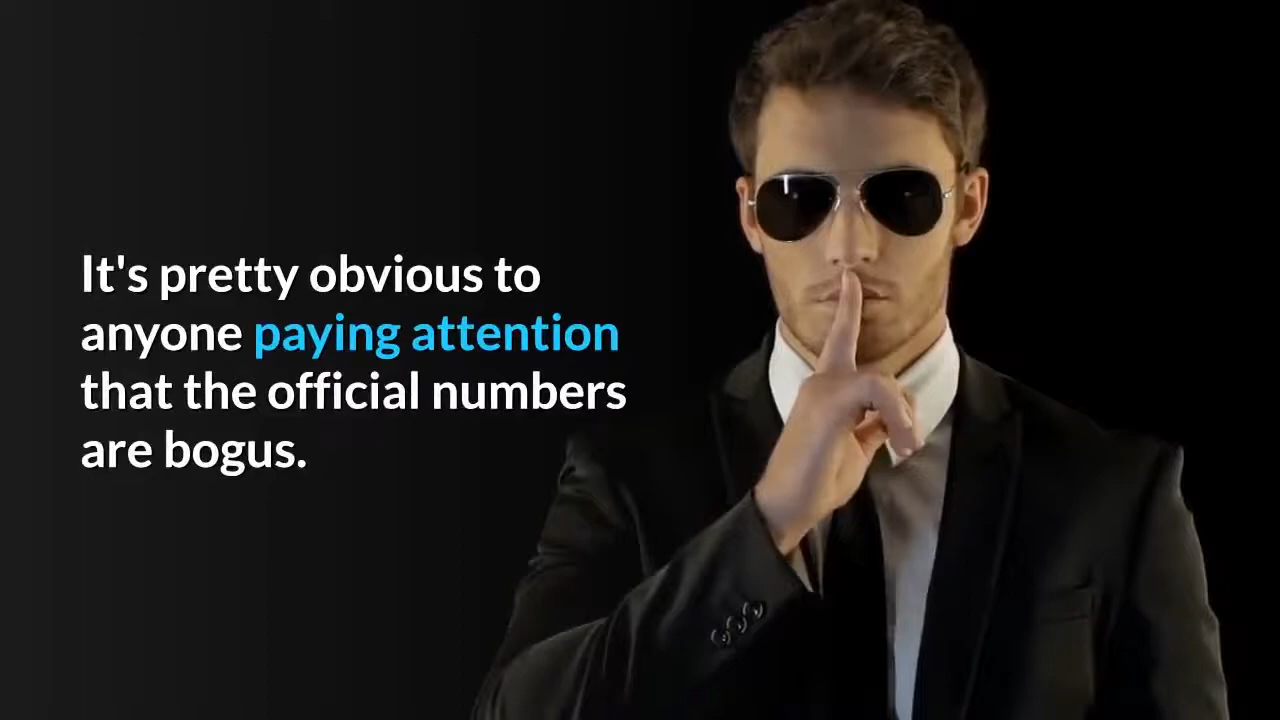 It's pretty obvious to
anyone paying attention
that the official numbers
are bogus.